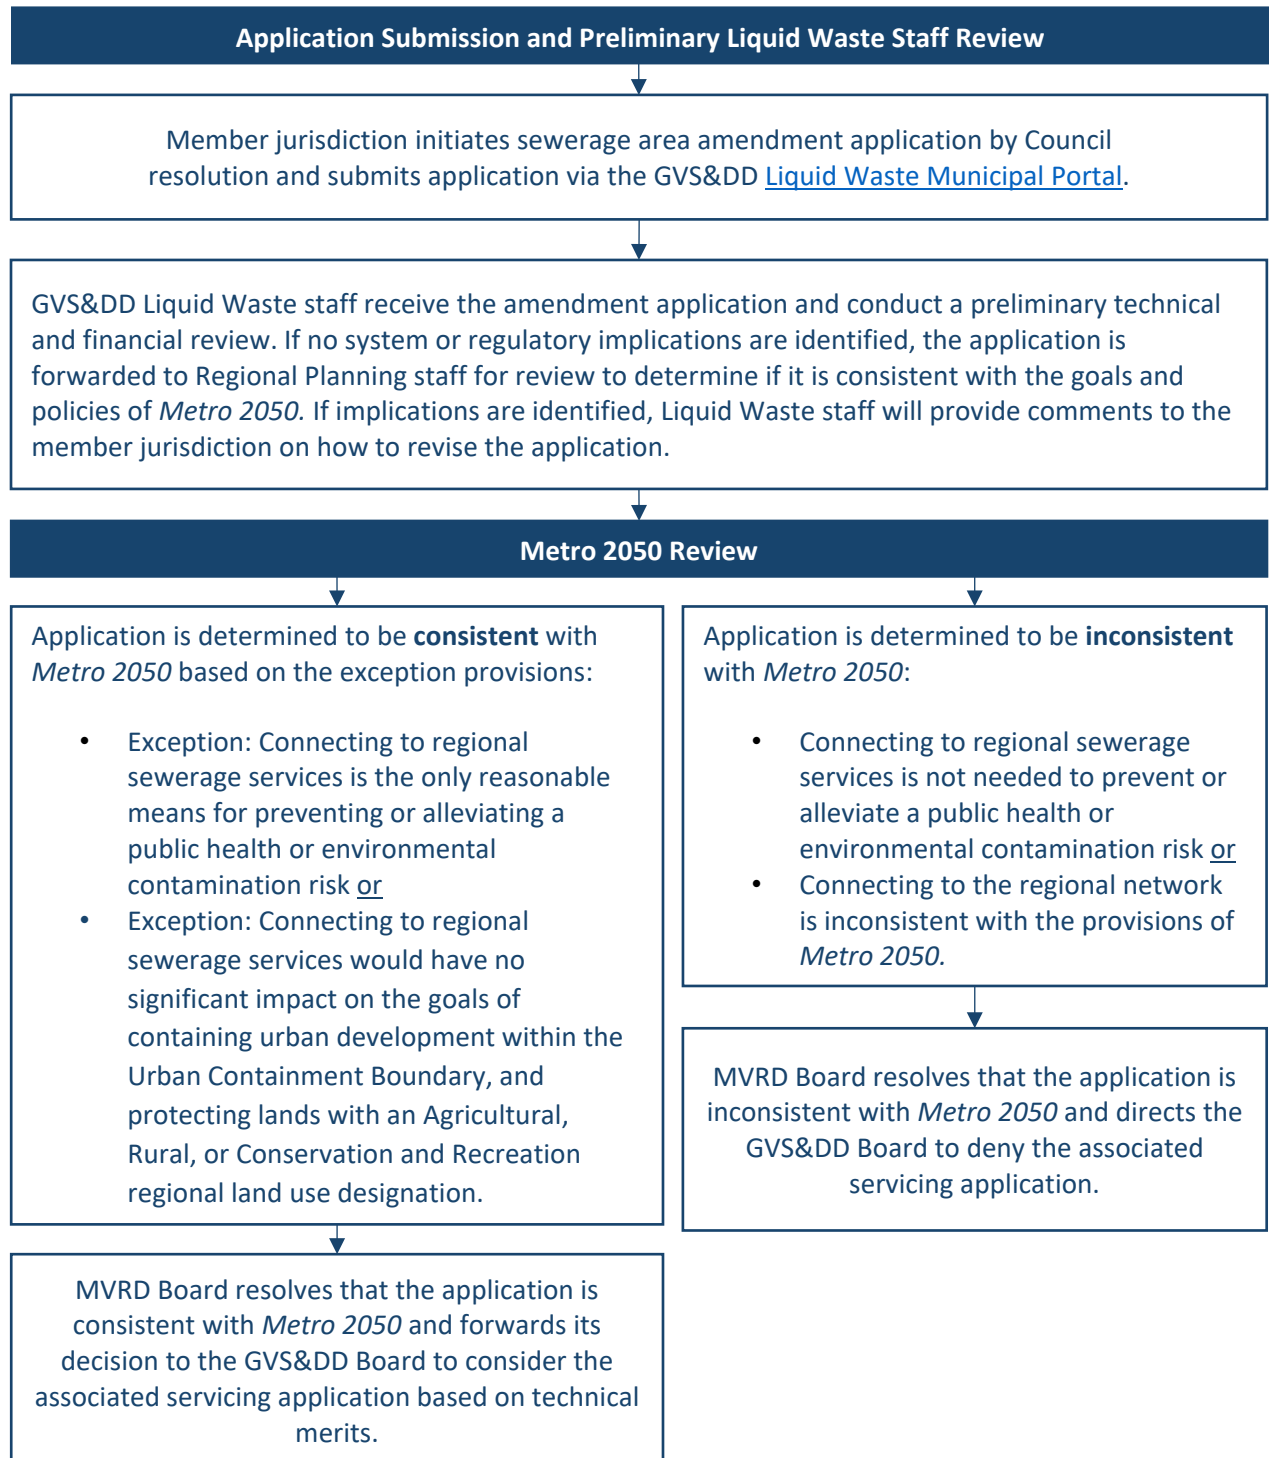 Application Submission and Preliminary Liquid Waste Staff Review
Member jurisdiction initiates sewerage area amendment application by Council
resolution and submits application via the GVS&DD Liquid Waste Municipal Portal.
GVS&DD Liquid Waste staff receive the amendment application and conduct a preliminary technical
and financial review. If no system or regulatory implications are identified, the application is
forwarded to Regional Planning staff for review to determine if it is consistent with the goals and
policies of Metro 2050. If implications are identified, Liquid Waste staff will provide comments to the
member jurisdiction on how to revise the application.
Metro 2050 Review
Application is determined to be consistent with
Metro 2050 based on the exception provisions:
• Exception: Connecting to regional
sewerage services is the only reasonable
means for preventing or alleviating a
public health or environmental
contamination risk or
• Exception: Connecting to regional
sewerage services would have no
significant impact on the goals of
containing urban development within the
Urban Containment Boundary, and
protecting lands with an Agricultural,
Rural, or Conservation and Recreation
regional land use designation.
MVRD Board resolves that the application is
consistent with Metro 2050 and forwards its
decision to the GVS&DD Board to consider the
associated servicing application based on technical
merits.
Application is determined to be inconsistent
with Metro 2050:
• Connecting to regional sewerage
services is not needed to prevent or
alleviate a public health or
environmental contamination risk or
• Connecting to the regional network
is inconsistent with the provisions of
Metro 2050.
MVRD Board resolves that the application is
inconsistent with Metro 2050 and directs the
GVS&DD Board to deny the associated
servicing application.